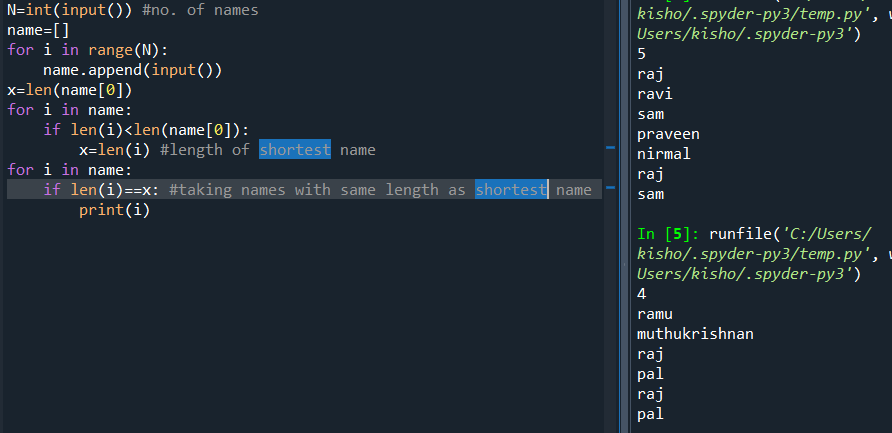 N=int(input()) #no. of names
name=[]
for i in range(N):
    name.append(input())
x=len(name[0])
for i in name:
    if len(i)<len(name[0]):
        x=len(i) #length of shortest name
for i in name:
    if len(i)==x: #taking names with same length as shortest name
        print(i)
kisho/.spyder-py3/temp.py', w
Users/kisho/.spyder-py3')
5
raj
ravi
sam
praveen
nirmal
raj
sam
In [5]: runfile('C:/Users/
kisho/.spyder-py3/temp.py', w
Users/kisho/.spyder-py3')
4
ramu
muthukrishnan
raj
pal
raj
pal